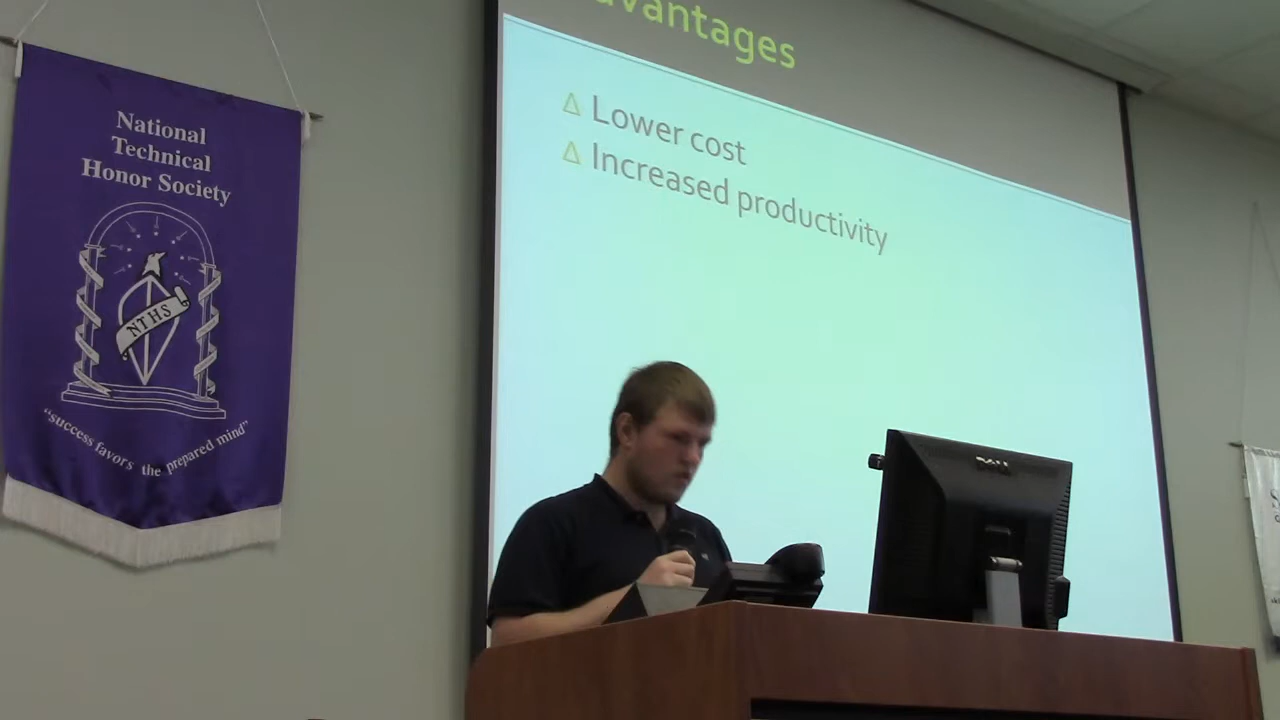 National
Technical
Honor Society
NTHS
"success favors the prepared mind"
vantages
Lower cost
Increased productivity
DELL